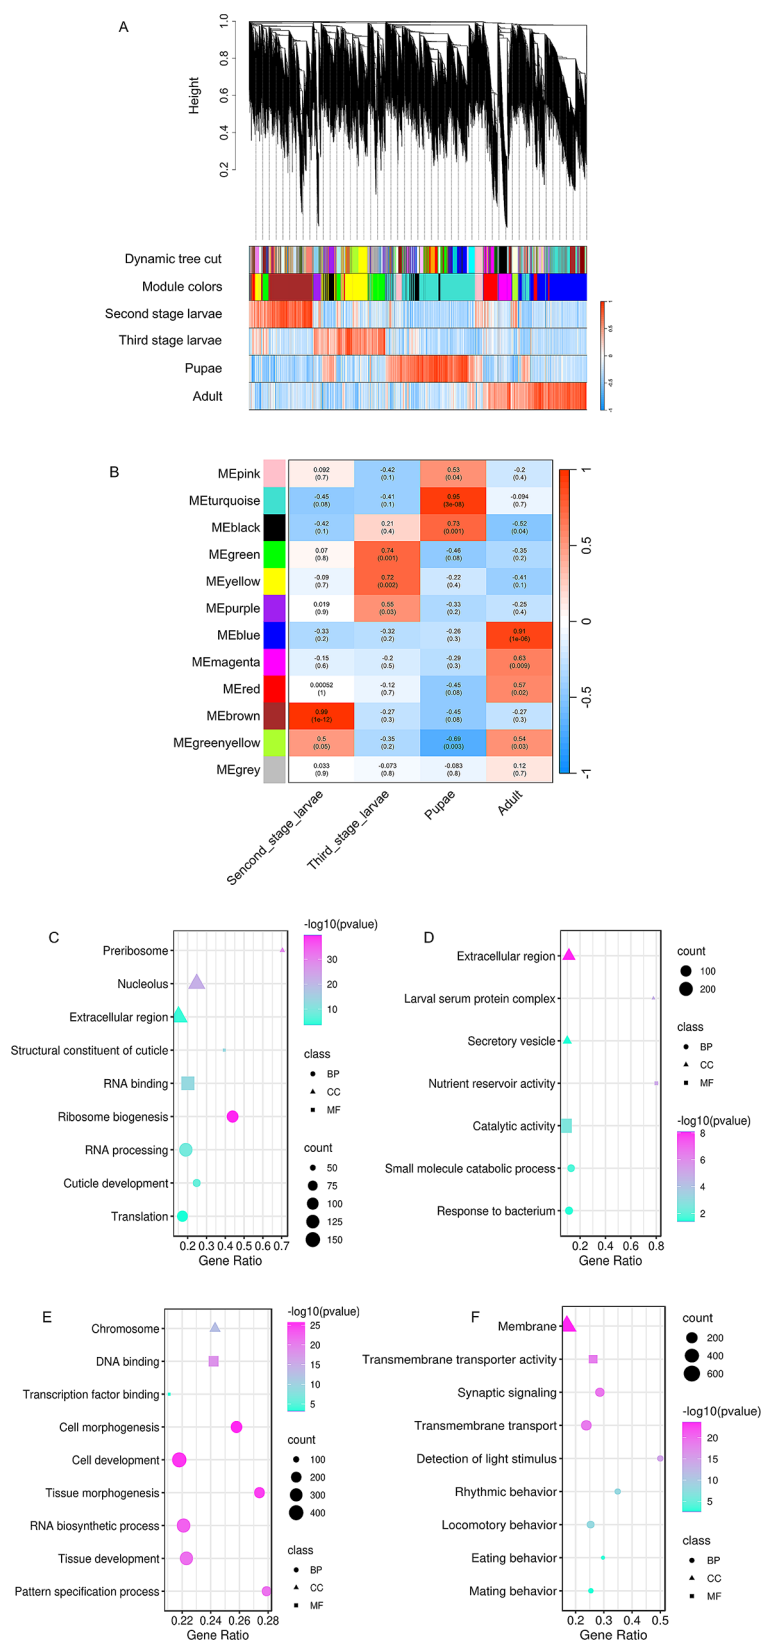 A
Height
1.0
0.8
0.6
0.4
0.2
Dynamic tree cut
Module colors
Second stage larvae
Third stage larvae
Pupae
Adult
1
0.5
0
-0.5
-1
B
MEpink 0.092 -0.42 0.53 -0.2
(0.7) (0.1) (0.04) (0.4)
MEturquoise -0.45 -0.41 0.95 -0.094
(0.08) (0.1) (3e-08) (0.7)
MEblack -0.42 0.21 0.73 -0.52
(0.1) (0.4) (0.001) (0.04)
MEgreen 0.07 0.74 -0.46 -0.35
(0.8) (0.001) (0.08) (0.2)
MEyellow -0.09 0.72 -0.22 -0.41
(0.7) (0.002) (0.4) (0.1)
MEpurple 0.019 0.55 -0.33 -0.25
(0.9) (0.03) (0.2) (0.4)
MEblue -0.33 -0.32 -0.26 0.91
(0.2) (0.2) (0.3) (1e-06)
MEmagenta -0.15 -0.2 -0.29 0.63
(0.6) (0.5) (0.3) (0.009)
MEred 0.00052 -0.12 -0.45 0.57
(1) (0.7) (0.08) (0.02)
MEbrown 0.99 -0.27 -0.45 -0.27
(1e-12) (0.3) (0.08) (0.3)
MEgreenyellow 0.5 -0.35 -0.69 0.54
(0.05) (0.2) (0.003) (0.03)
MEgrey 0.033 -0.073 -0.083 0.12
(0.9) (0.8) (0.8) (0.7)
Sencond_stage_larvae
Third_stage_larvae
Pupae
Adult
1
0.5
0
-0.5
-1
C
Preribosome
Nucleolus
Extracellular region
Structural constituent of cuticle
RNA binding
Ribosome biogenesis
RNA processing
Cuticle development
Translation
0.2 0.3 0.4 0.5 0.6 0.7
Gene Ratio
-log10(pvalue)
30
20
10
class
BP
CC
MF
count
50
75
100
125
150
D
Extracellular region
Larval serum protein complex
Secretory vesicle
Nutrient reservoir activity
Catalytic activity
Small molecule catabolic process
Response to bacterium
0.2 0.4 0.6 0.8
Gene Ratio
count
100
200
class
BP
CC
MF
-log10(pvalue)
8
6
4
2
E
Chromosome
DNA binding
Transcription factor binding
Cell morphogenesis
Cell development
Tissue morphogenesis
RNA biosynthetic process
Tissue development
Pattern specification process
0.22 0.24 0.26 0.28
Gene Ratio
-log10(pvalue)
25
20
15
10
5
count
100
200
300
400
class
BP
CC
MF
F
Membrane
Transmembrane transporter activity
Synaptic signaling
Transmembrane transport
Detection of light stimulus
Rhythmic behavior
Locomotory behavior
Eating behavior
Mating behavior
0.2 0.3 0.4 0.5
Gene Ratio
count
200
400
600
-log10(pvalue)
20
15
10
5
class
BP
CC
MF